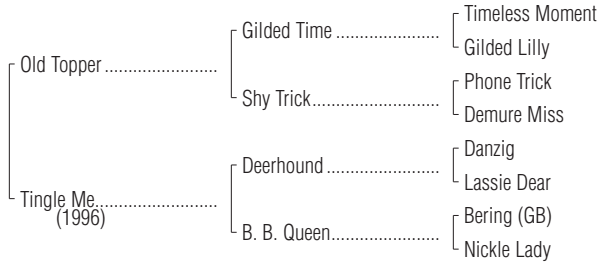 Timeless Moment
Gilded Time ....................
Gilded Lilly
Old Topper ......................
Phone Trick
Shy Trick.........................
Demure Miss
Danzig
Deerhound ......................
Lassie Dear
Tingle Me........................
(1996)
Bering (GB)
B. B. Queen.....................
Nickle Lady